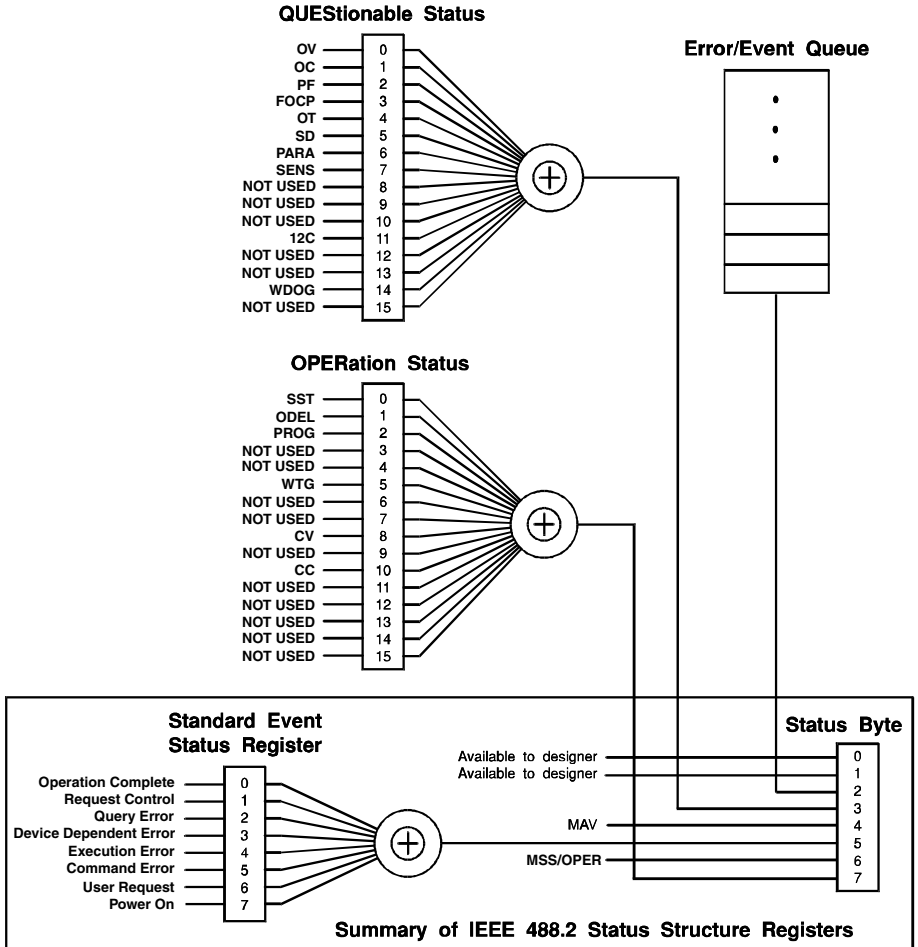 QUEStionable Status
OV 0
OC 1
PF 2
FOCP 3
OT 4
SD 5
PARA 6
SENS 7
NOT USED 8
NOT USED 9
NOT USED 10
12C 11
NOT USED 12
NOT USED 13
WDOG 14
NOT USED 15
Error/Event Queue
OPERation Status
SST 0
ODEL 1
PROG 2
NOT USED 3
NOT USED 4
WTG 5
NOT USED 6
NOT USED 7
CV 8
NOT USED 9
CC 10
NOT USED 11
NOT USED 12
NOT USED 13
NOT USED 14
NOT USED 15
Standard Event
Status Register
Operation Complete 0
Request Control 1
Query Error 2
Device Dependent Error 3
Execution Error 4
Command Error 5
User Request 6
Power On 7
Status Byte
Available to designer 0
Available to designer 1
2
3
MAV 4
5
MSS/OPER 6
7
Summary of IEEE 488.2 Status Structure Registers